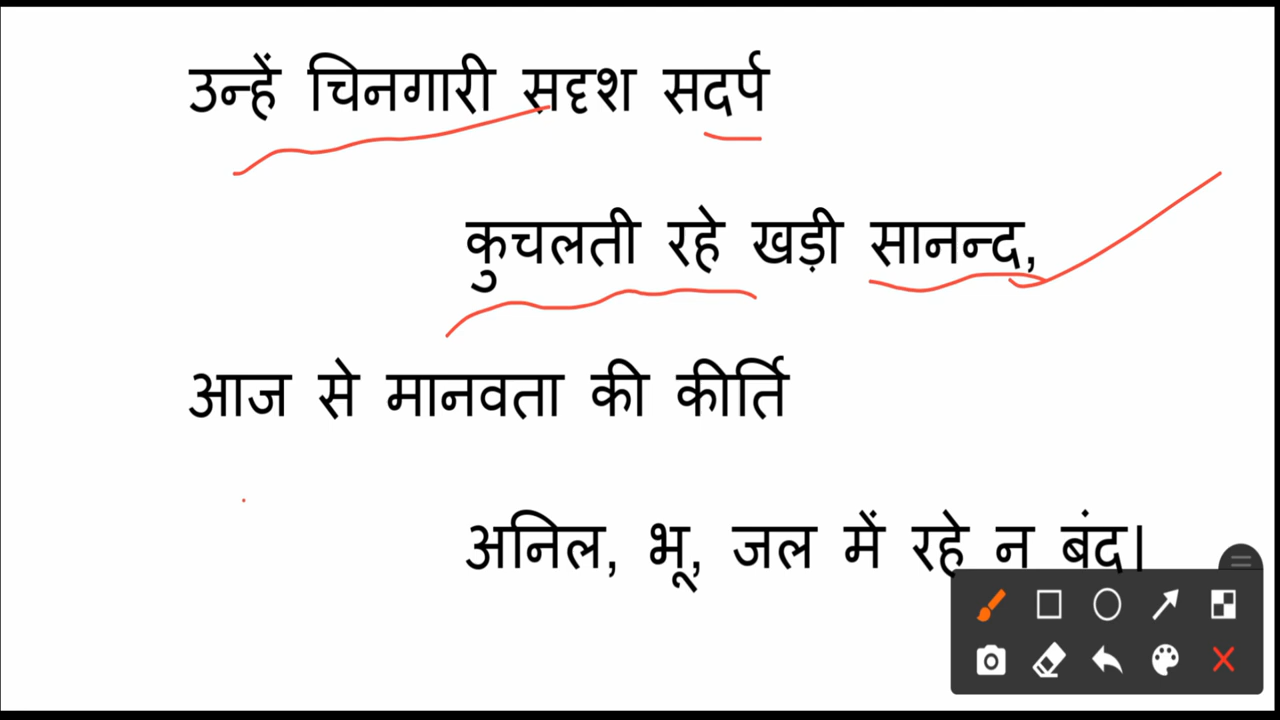 उन्हें चिनगारी सदृश सदर्प
कुचलती रहे खड़ी सानन्द,
आज से मानवता की कीर्ति
अनिल, भू, जल में रहे न बंद।